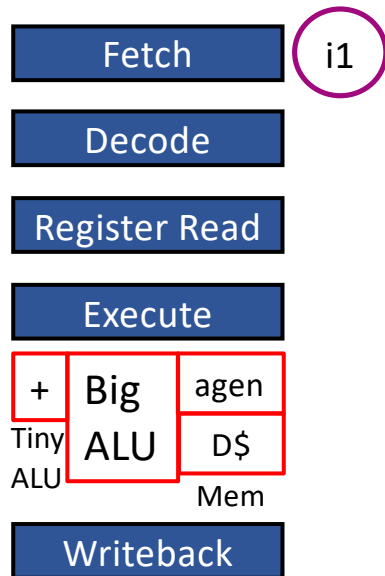 Fetch
i1
Decode
Register Read
Execute
+
Big
ALU
agen
D$
Tiny
ALU
Mem
Writeback